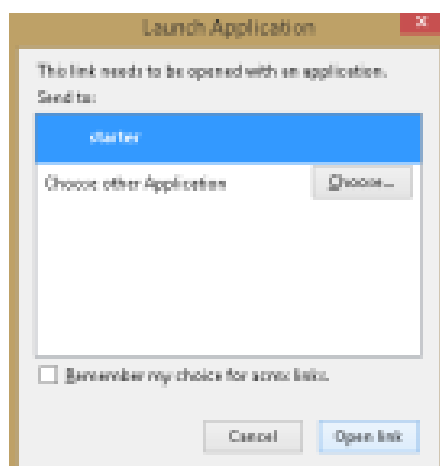 Launch Application
This link needs to be opened with an application.
Send to:
starter
Choose other Application
Choose...
Remember my choice for acrnx links.
Cancel
Open link